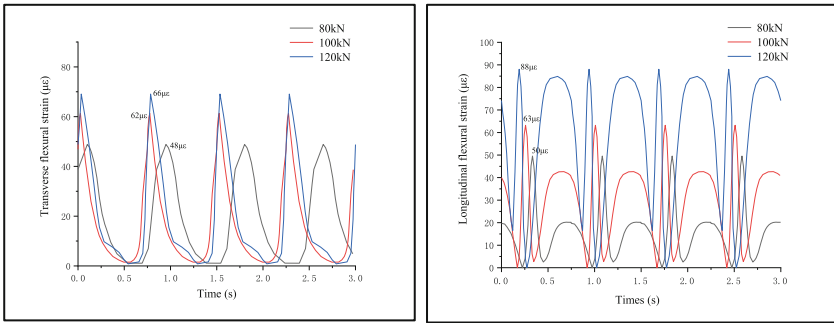 80kN
100kN
120kN
66με
62με
48με
80
60
40
20
0
0.0 0.5 1.0 1.5 2.0 2.5 3.0
Transverse flexural strain (με)
Time (s)
80kN
100kN
120kN
88με
63με
50με
100
90
80
70
60
50
40
30
20
10
0
0.0 0.5 1.0 1.5 2.0 2.5 3.0
Longitudinal flexural strain (με)
Times (s)